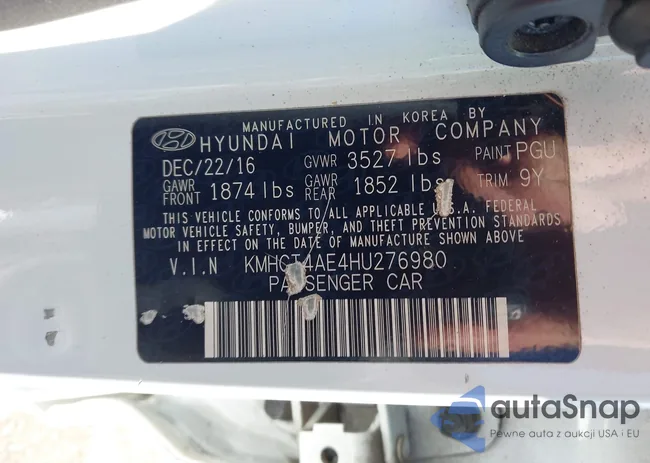 MANUFACTURED IN KOREA BY
HYUNDAI MOTOR COMPANY
DEC/22/16 GVWR 3527 lbs PAINT PGU
GAWR FRONT 1874 lbs GAWR REAR 1852 lbs TRIM 9Y
THIS VEHICLE CONFORMS TO ALL APPLICABLE U.S.A. FEDERAL
MOTOR VEHICLE SAFETY, BUMPER, AND THEFT PREVENTION STANDARDS
IN EFFECT ON THE DATE OF MANUFACTURE SHOWN ABOVE
V.I.N KMHCT4AE4HU276980
PASSENGER CAR
autaSnap
Pewne auta z aukcji USA i EU